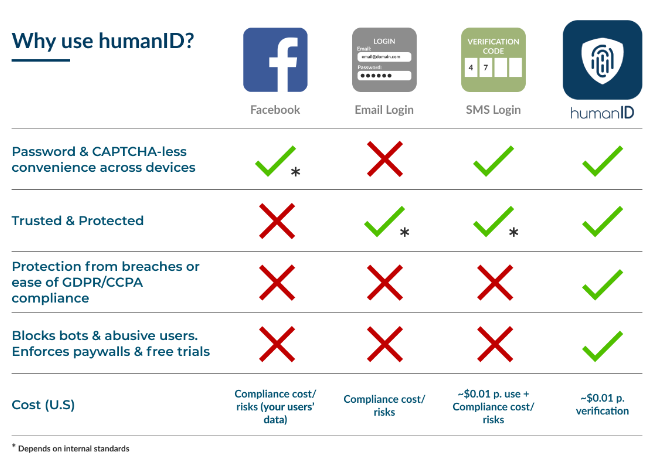 Why use humanID?
LOGIN
Email:
email@domain.com
Password:
VERIFICATION
CODE
4 7
Facebook
Email Login
SMS Login
humanID
Password & CAPTCHA-less
convenience across devices
*
Trusted & Protected
*
*
Protection from breaches or
ease of GDPR/CCPA
compliance
Blocks bots & abusive users.
Enforces paywalls & free trials
Cost (U.S)
Compliance cost/
risks (your users'
data)
Compliance cost/
risks
~$0.01 p. use +
Compliance cost/
risks
~$0.01 p.
verification
* Depends on internal standards